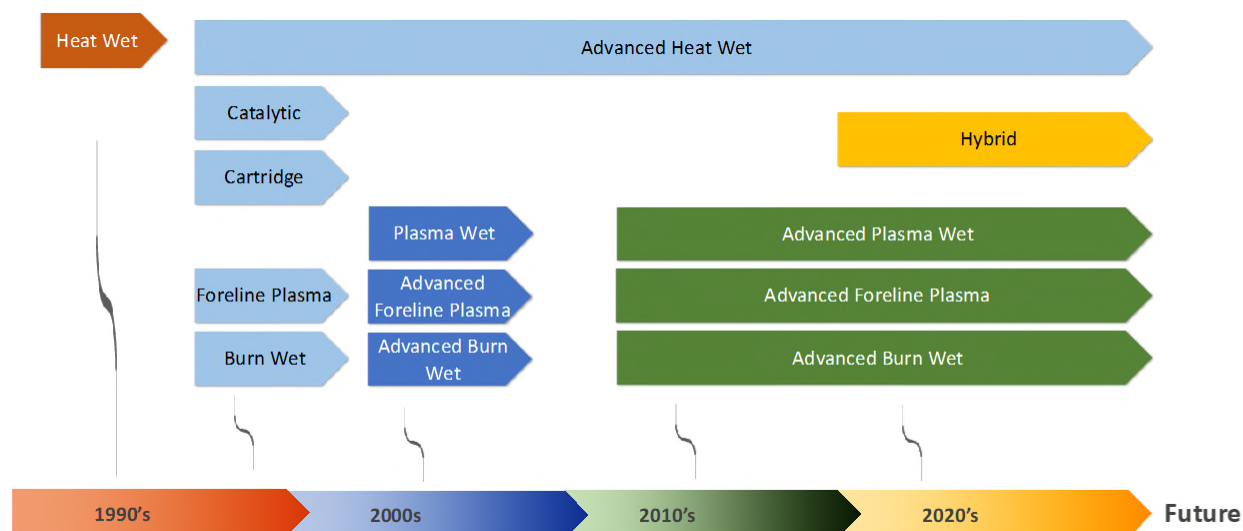 Heat Wet
Advanced Heat Wet
Catalytic
Hybrid
Cartridge
Plasma Wet
Advanced Plasma Wet
Foreline Plasma
Advanced
Foreline Plasma
Advanced Foreline Plasma
Burn Wet
Advanced Burn
Wet
Advanced Burn Wet
1990’s
2000s
2010’s
2020’s
Future